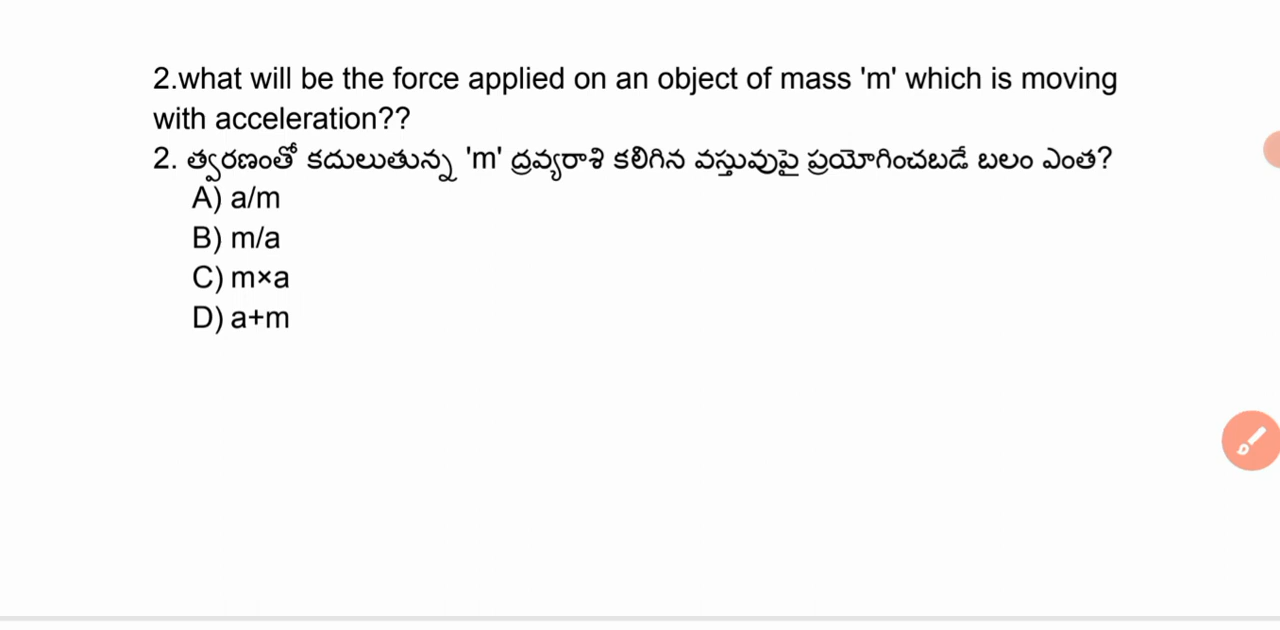 2.what will be the force applied on an object of mass 'm' which is moving
with acceleration??
2. త్వరణంతో కదులుతున్న 'm' ద్రవ్యరాశి కలిగిన వస్తువుపై ప్రయోగించబడే బలం ఎంత?
A) a/m
B) m/a
C) m×a
D) a+m